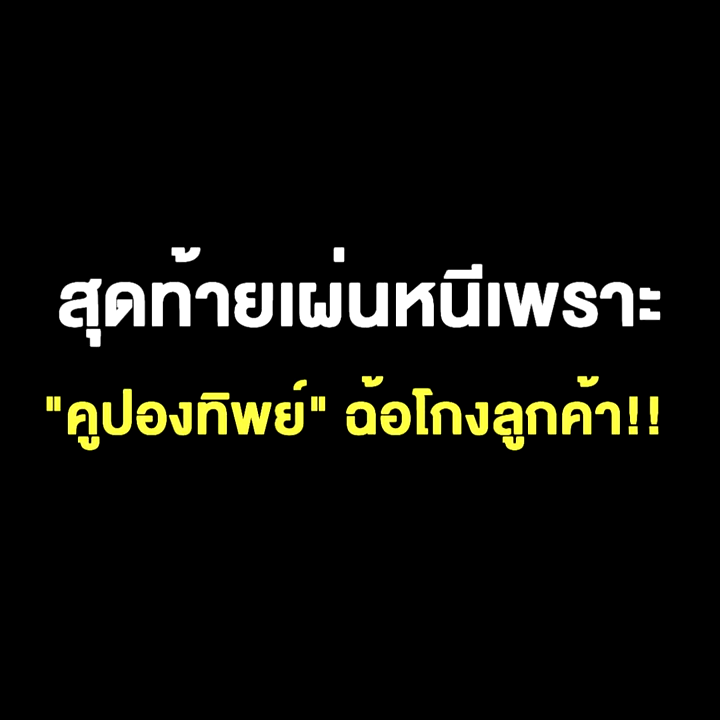 สุดท้ายเผ่นหนีเพราะ
"คูปองทิพย์" ฉ้อโกงลูกค้า!!